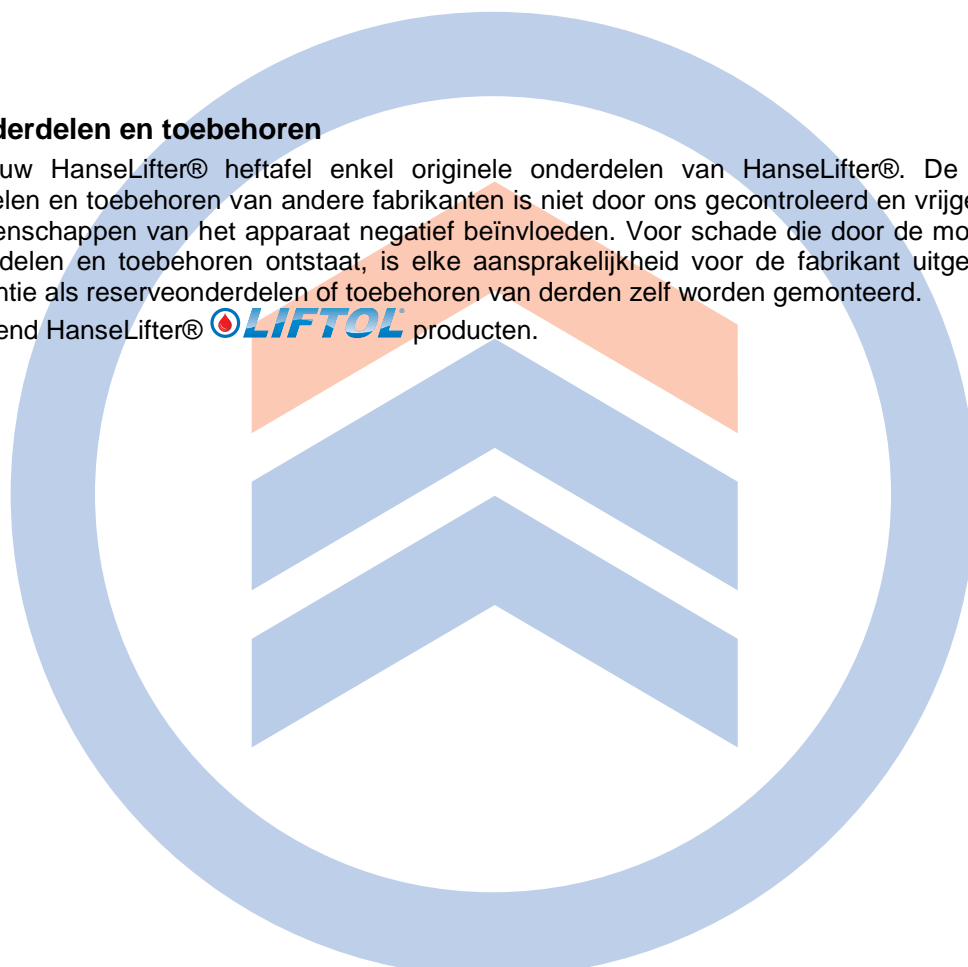 derdelen en toebehoren
uw HanseLifter® heftafel enkel originele onderdelen van HanseLifter®. De
elen en toebehoren van andere fabrikanten is niet door ons gecontroleerd en vrijge
enschappen van het apparaat negatief beïnvloeden. Voor schade die door de mo
delen en toebehoren ontstaat, is elke aansprakelijkheid voor de fabrikant uitge
ntie als reserveonderdelen of toebehoren van derden zelf worden gemonteerd.
end HanseLifter® LIFTOL® producten.